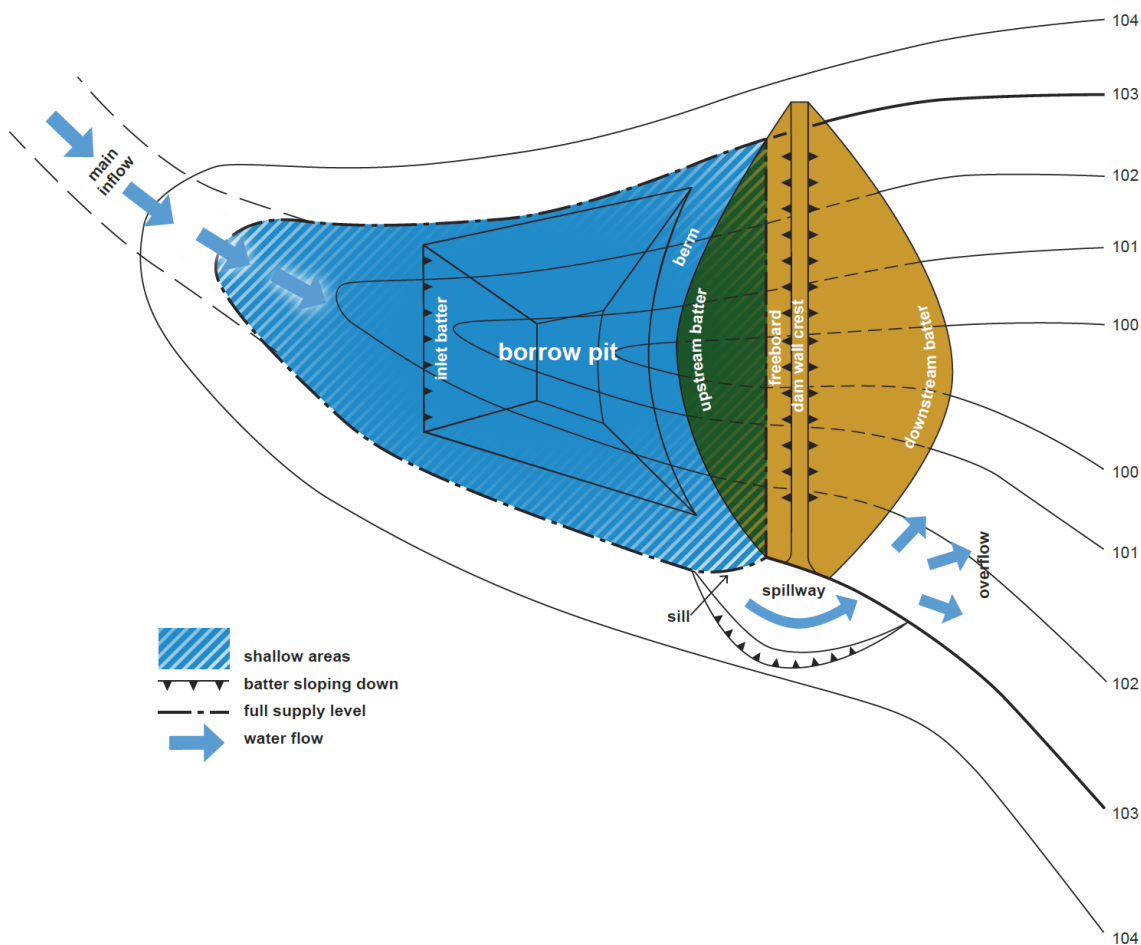 104
103
102
101
100
100
101
102
103
104
main
inflow
inlet batter
borrow pit
berm
upstream batter
freeboard
dam wall crest
downstream batter
overflow
spillway
sill
shallow areas
batter sloping down
full supply level
water flow